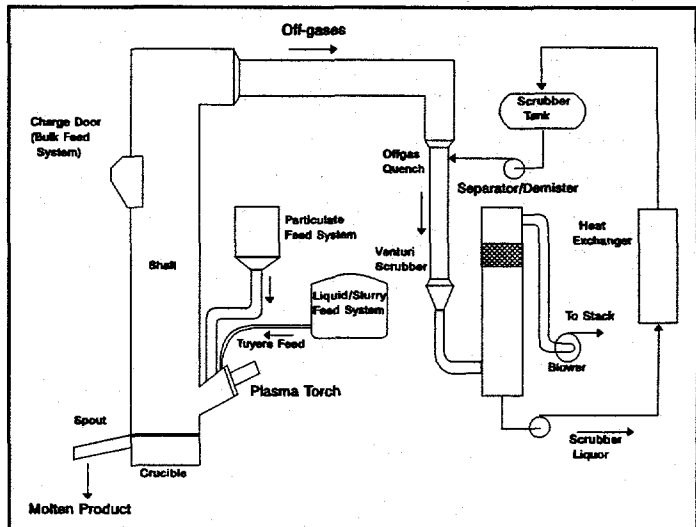 Off-gases
Charge Door
(Bulk Feed
System)
Scrubber
Tank
Offgas
Quench
Separator/Demister
Particulate
Feed System
Venturi
Scrubber
Heat
Exchanger
Shaft
Liquid/Slurry
Feed System
To Stack
Tuyere Feed
Blower
Plasma Torch
Spout
Scrubber
Liquor
Crucible
Molten Product